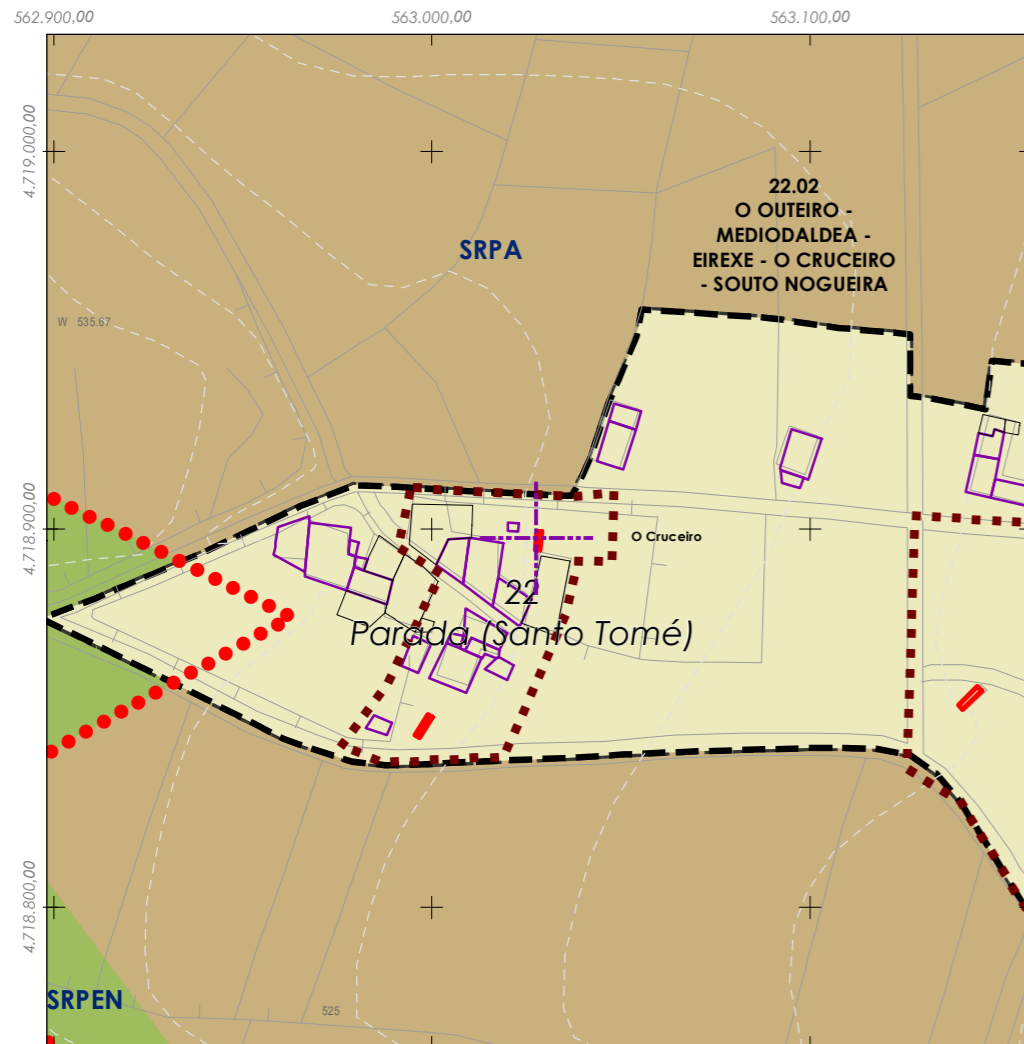 562.900,00
563.000,00
563.100,00
4.719.000,00
22.02
O OUTEIRO -
MEDIODALDEA -
EIREXE - O CRUCEIRO
- SOUTO NOGUEIRA
SRPA
W 535.67
4.718.900,00
O Cruceiro
22
Parada (Santo Tomé)
4.718.800,00
SRPEN
525